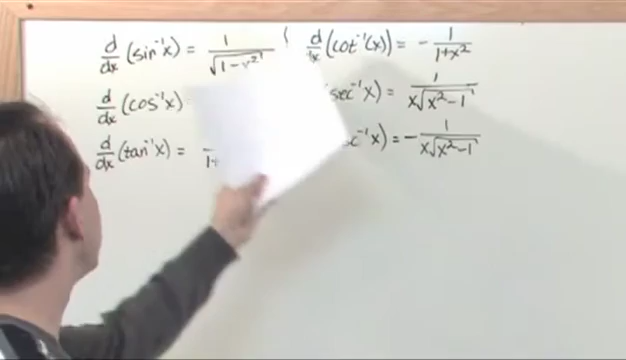 d/dx (sin⁻¹x) = 1/√(1-x²)
d/dx (cos⁻¹x)
d/dx (tan⁻¹x) = 1+
d/dx (cot⁻¹(x)) = - 1/(1+x²)
sec⁻¹x) = 1/(x√(x²-1))
c⁻¹x) = - 1/(x√(x²-1))